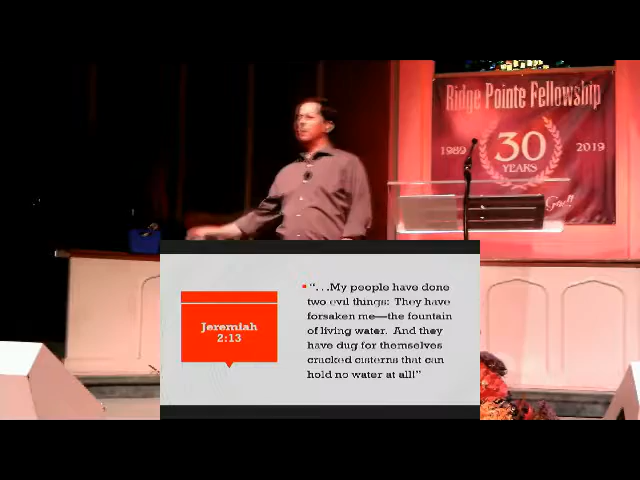 Ridge Pointe Fellowship
1989
30
2019
YEARS
God!!
Jeremiah
2:13
"...My people have done
two evil things: They have
forsaken me—the fountain
of living water. And they
have dug for themselves
cracked cisterns that can
hold no water at all!"